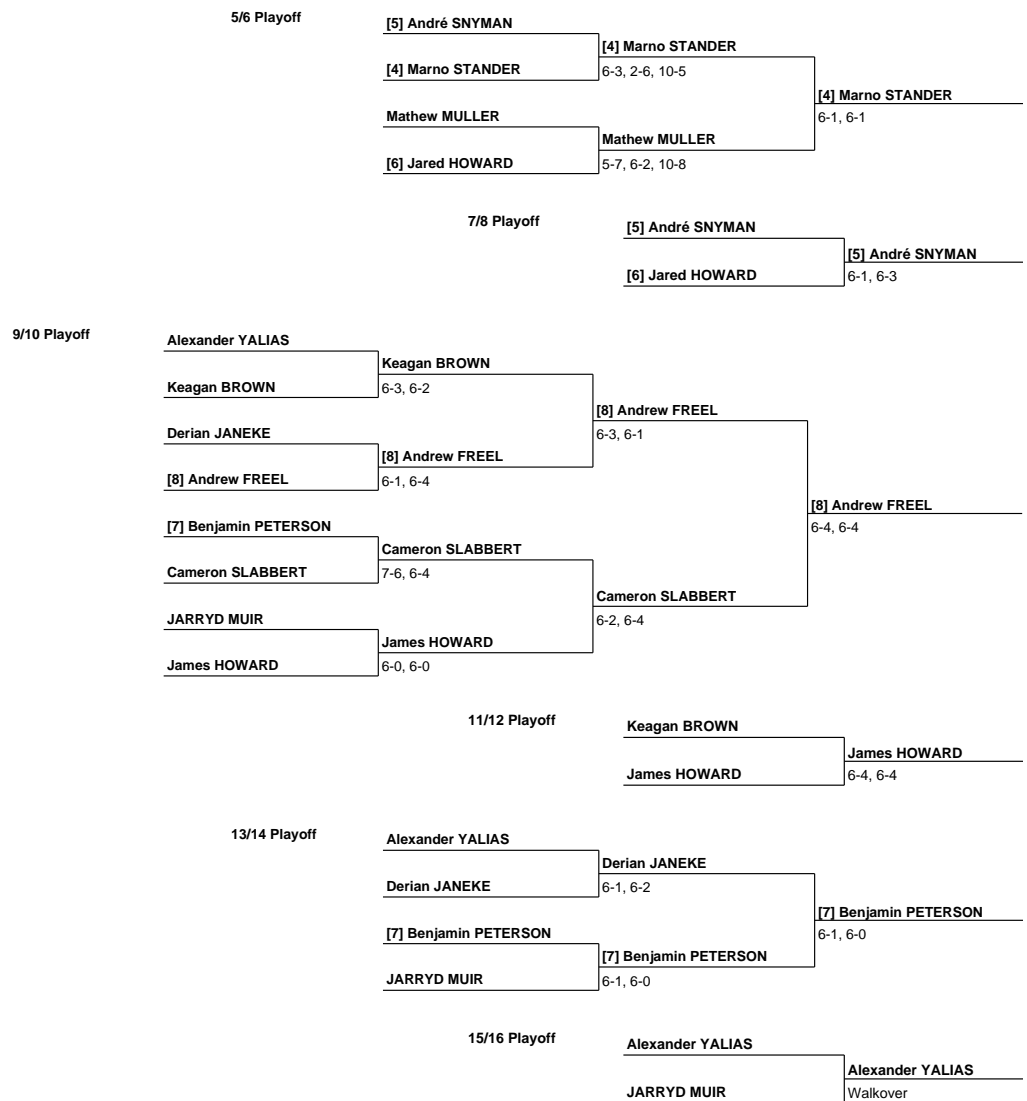 5/6 Playoff
[5] André SNYMAN
[4] Marno STANDER
[4] Marno STANDER
6-3, 2-6, 10-5
[4] Marno STANDER
6-1, 6-1
Mathew MULLER
Mathew MULLER
[6] Jared HOWARD
5-7, 6-2, 10-8
7/8 Playoff
[5] André SNYMAN
[5] André SNYMAN
[6] Jared HOWARD
6-1, 6-3
9/10 Playoff
Alexander YALIAS
Keagan BROWN
Keagan BROWN
6-3, 6-2
[8] Andrew FREEL
6-3, 6-1
Derian JANEKE
[8] Andrew FREEL
[8] Andrew FREEL
6-1, 6-4
[8] Andrew FREEL
6-4, 6-4
[7] Benjamin PETERSON
Cameron SLABBERT
Cameron SLABBERT
7-6, 6-4
Cameron SLABBERT
6-2, 6-4
JARRYD MUIR
James HOWARD
James HOWARD
6-0, 6-0
11/12 Playoff
Keagan BROWN
James HOWARD
James HOWARD
6-4, 6-4
13/14 Playoff
Alexander YALIAS
Derian JANEKE
Derian JANEKE
6-1, 6-2
[7] Benjamin PETERSON
6-1, 6-0
[7] Benjamin PETERSON
[7] Benjamin PETERSON
JARRYD MUIR
6-1, 6-0
15/16 Playoff
Alexander YALIAS
Alexander YALIAS
JARRYD MUIR
Walkover